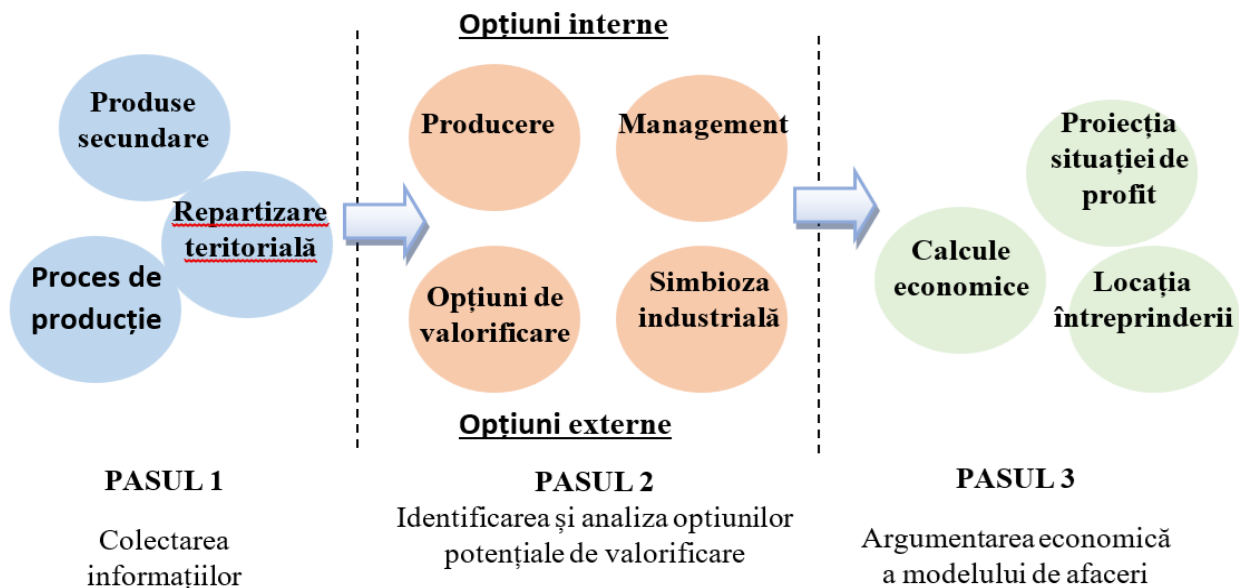 Opțiuni interne
Produse
secundare
Repartizare
teritorială
Proces de
producție
Producere
Management
Opțiuni de
valorificare
Simbioza
industrială
Proiecția
situației de
profit
Calcule
economice
Locația
întreprinderii
Opțiuni externe
PASUL 1
Colectarea
informațiilor
PASUL 2
Identificarea și analiza optiunilor
potențiale de valorificare
PASUL 3
Argumentarea economică
a modelului de afaceri